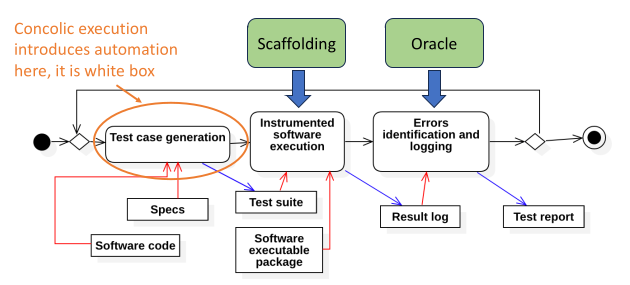 Concolic execution
introduces automation
here, it is white box
Scaffolding
Oracle
Test case generation
Instrumented
software
execution
Errors
identification and
logging
Specs
Test suite
Result log
Test report
Software code
Software
executable
package